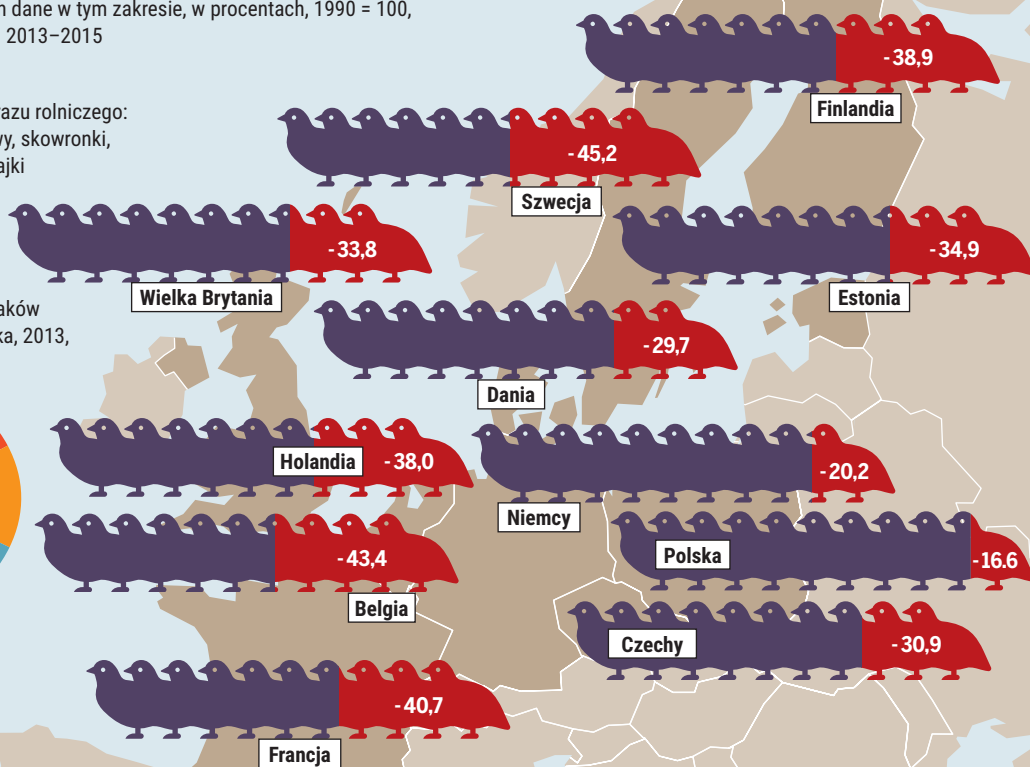 n dane w tym zakresie, w procentach, 1990 = 100,
2013–2015
razu rolniczego:
wy, skowronki,
ajki
aków
ka, 2013,
-38,9
Finlandia
-45,2
Szwecja
-33,8
Wielka Brytania
-34,9
Estonia
-29,7
Dania
Holandia
-38,0
-20,2
Niemcy
-43,4
Belgia
Polska
-16.6
Czechy
-30,9
-40,7
Francja